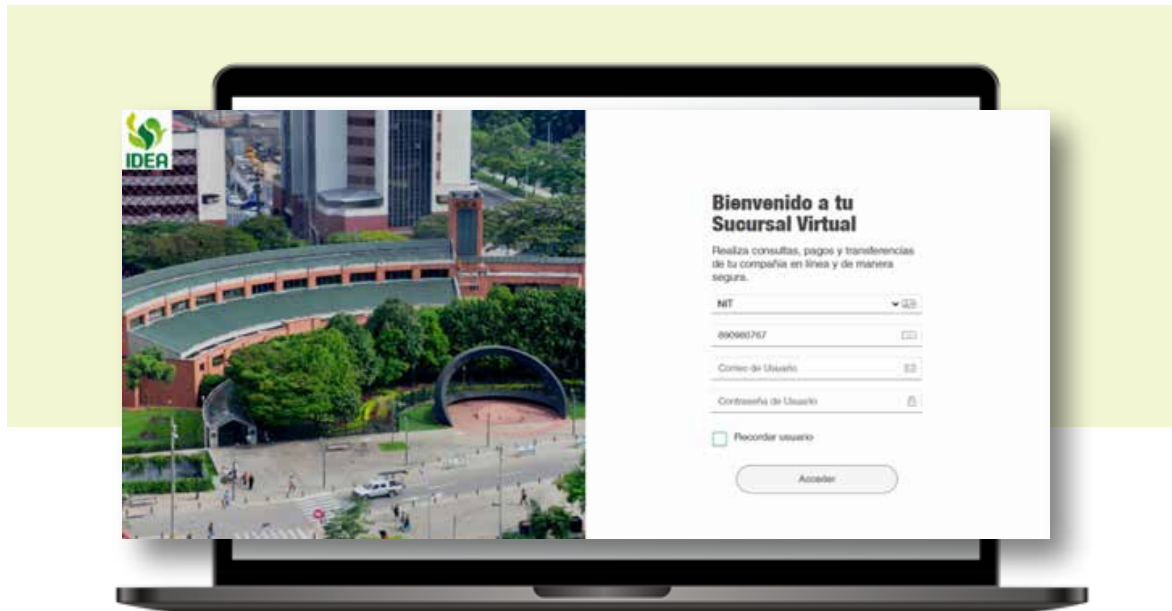 IDEA
Bienvenido a tu
Sucursal Virtual
Realiza consultas, pagos y transferencias
de tu compañía en línea y de manera
segura.
NIT
890980767
Correo de Usuario
Contraseña de Usuario
Recordar usuario
Acceder